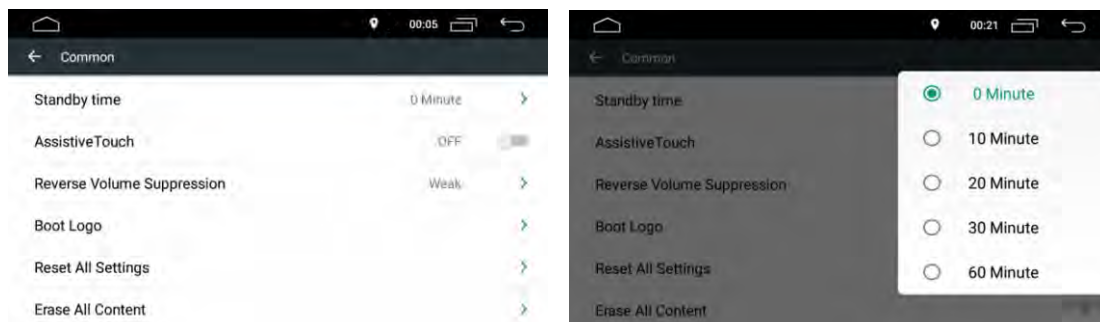 00:05
Common
Standby time 0 Minute
AssistiveTouch OFF
Reverse Volume Suppression Weak
Boot Logo
Reset All Settings
Erase All Content
00:21
Common
Standby time
AssistiveTouch
Reverse Volume Suppression
Boot Logo
Reset All Settings
Erase All Content
0 Minute
10 Minute
20 Minute
30 Minute
60 Minute